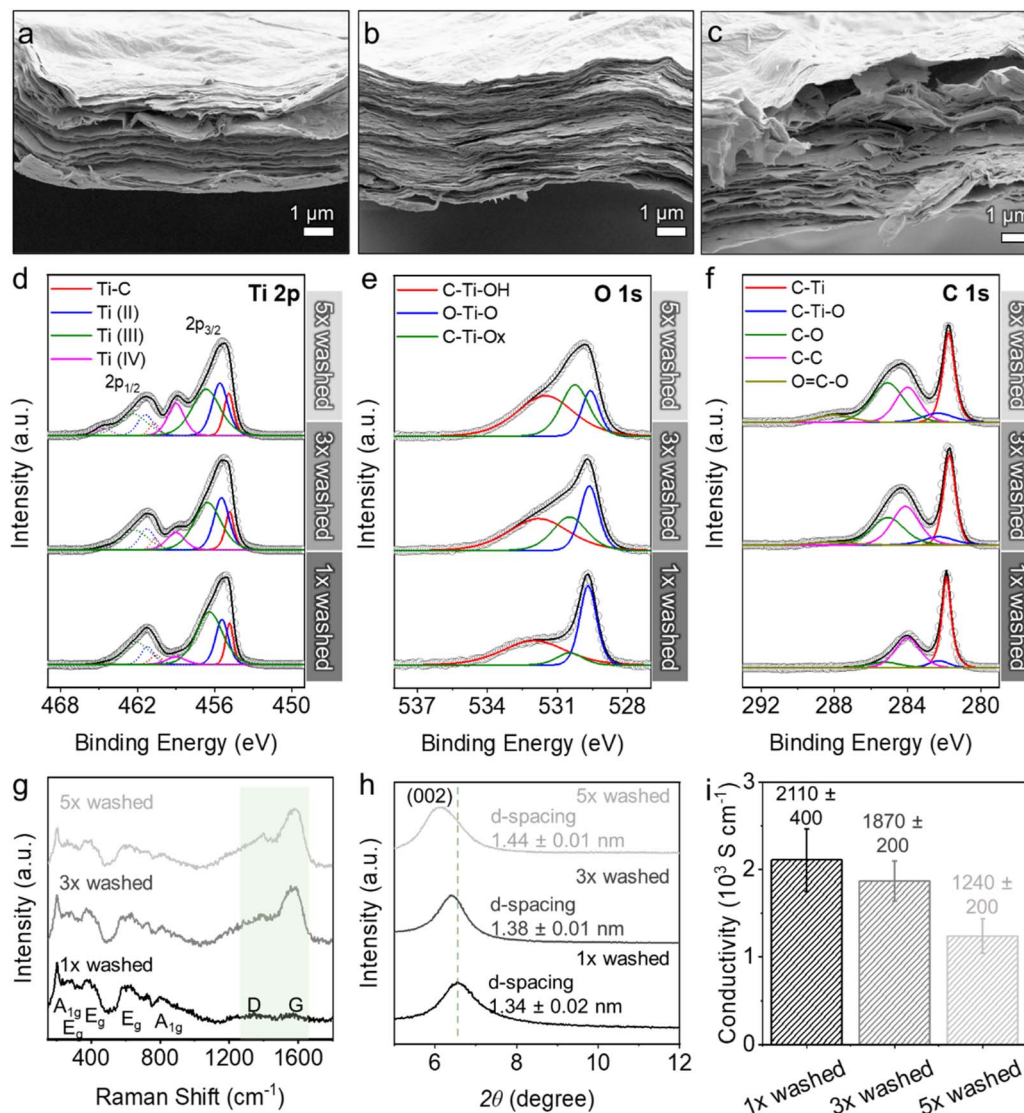 a
1 µm
b
1 µm
c
1 µm
d
Ti-C
Ti (II)
Ti (III)
Ti (IV)
Ti 2p
2p3/2
2p1/2
5x washed
3x washed
1x washed
Intensity (a.u.)
468 462 456 450
Binding Energy (eV)
e
C-Ti-OH
O-Ti-O
C-Ti-Ox
O 1s
5x washed
3x washed
1x washed
Intensity (a.u.)
537 534 531 528
Binding Energy (eV)
f
C-Ti
C-Ti-O
C-O
C-C
O=C-O
C 1s
5x washed
3x washed
1x washed
Intensity (a.u.)
292 288 284 280
Binding Energy (eV)
g
5x washed
3x washed
1x washed
A1g
Eg
Eg
Eg
A1g
D
G
Intensity (a.u.)
400 800 1200 1600
Raman Shift (cm-1)
h
(002)
5x washed
d-spacing
1.44 ± 0.01 nm
3x washed
d-spacing
1.38 ± 0.01 nm
1x washed
d-spacing
1.34 ± 0.02 nm
Intensity (a.u.)
6 8 10 12
2θ (degree)
i
2110 ±
400
1870 ±
200
1240 ±
200
Conductivity (10³ S cm-1)
3
2
1
0
1x washed
3x washed
5x washed